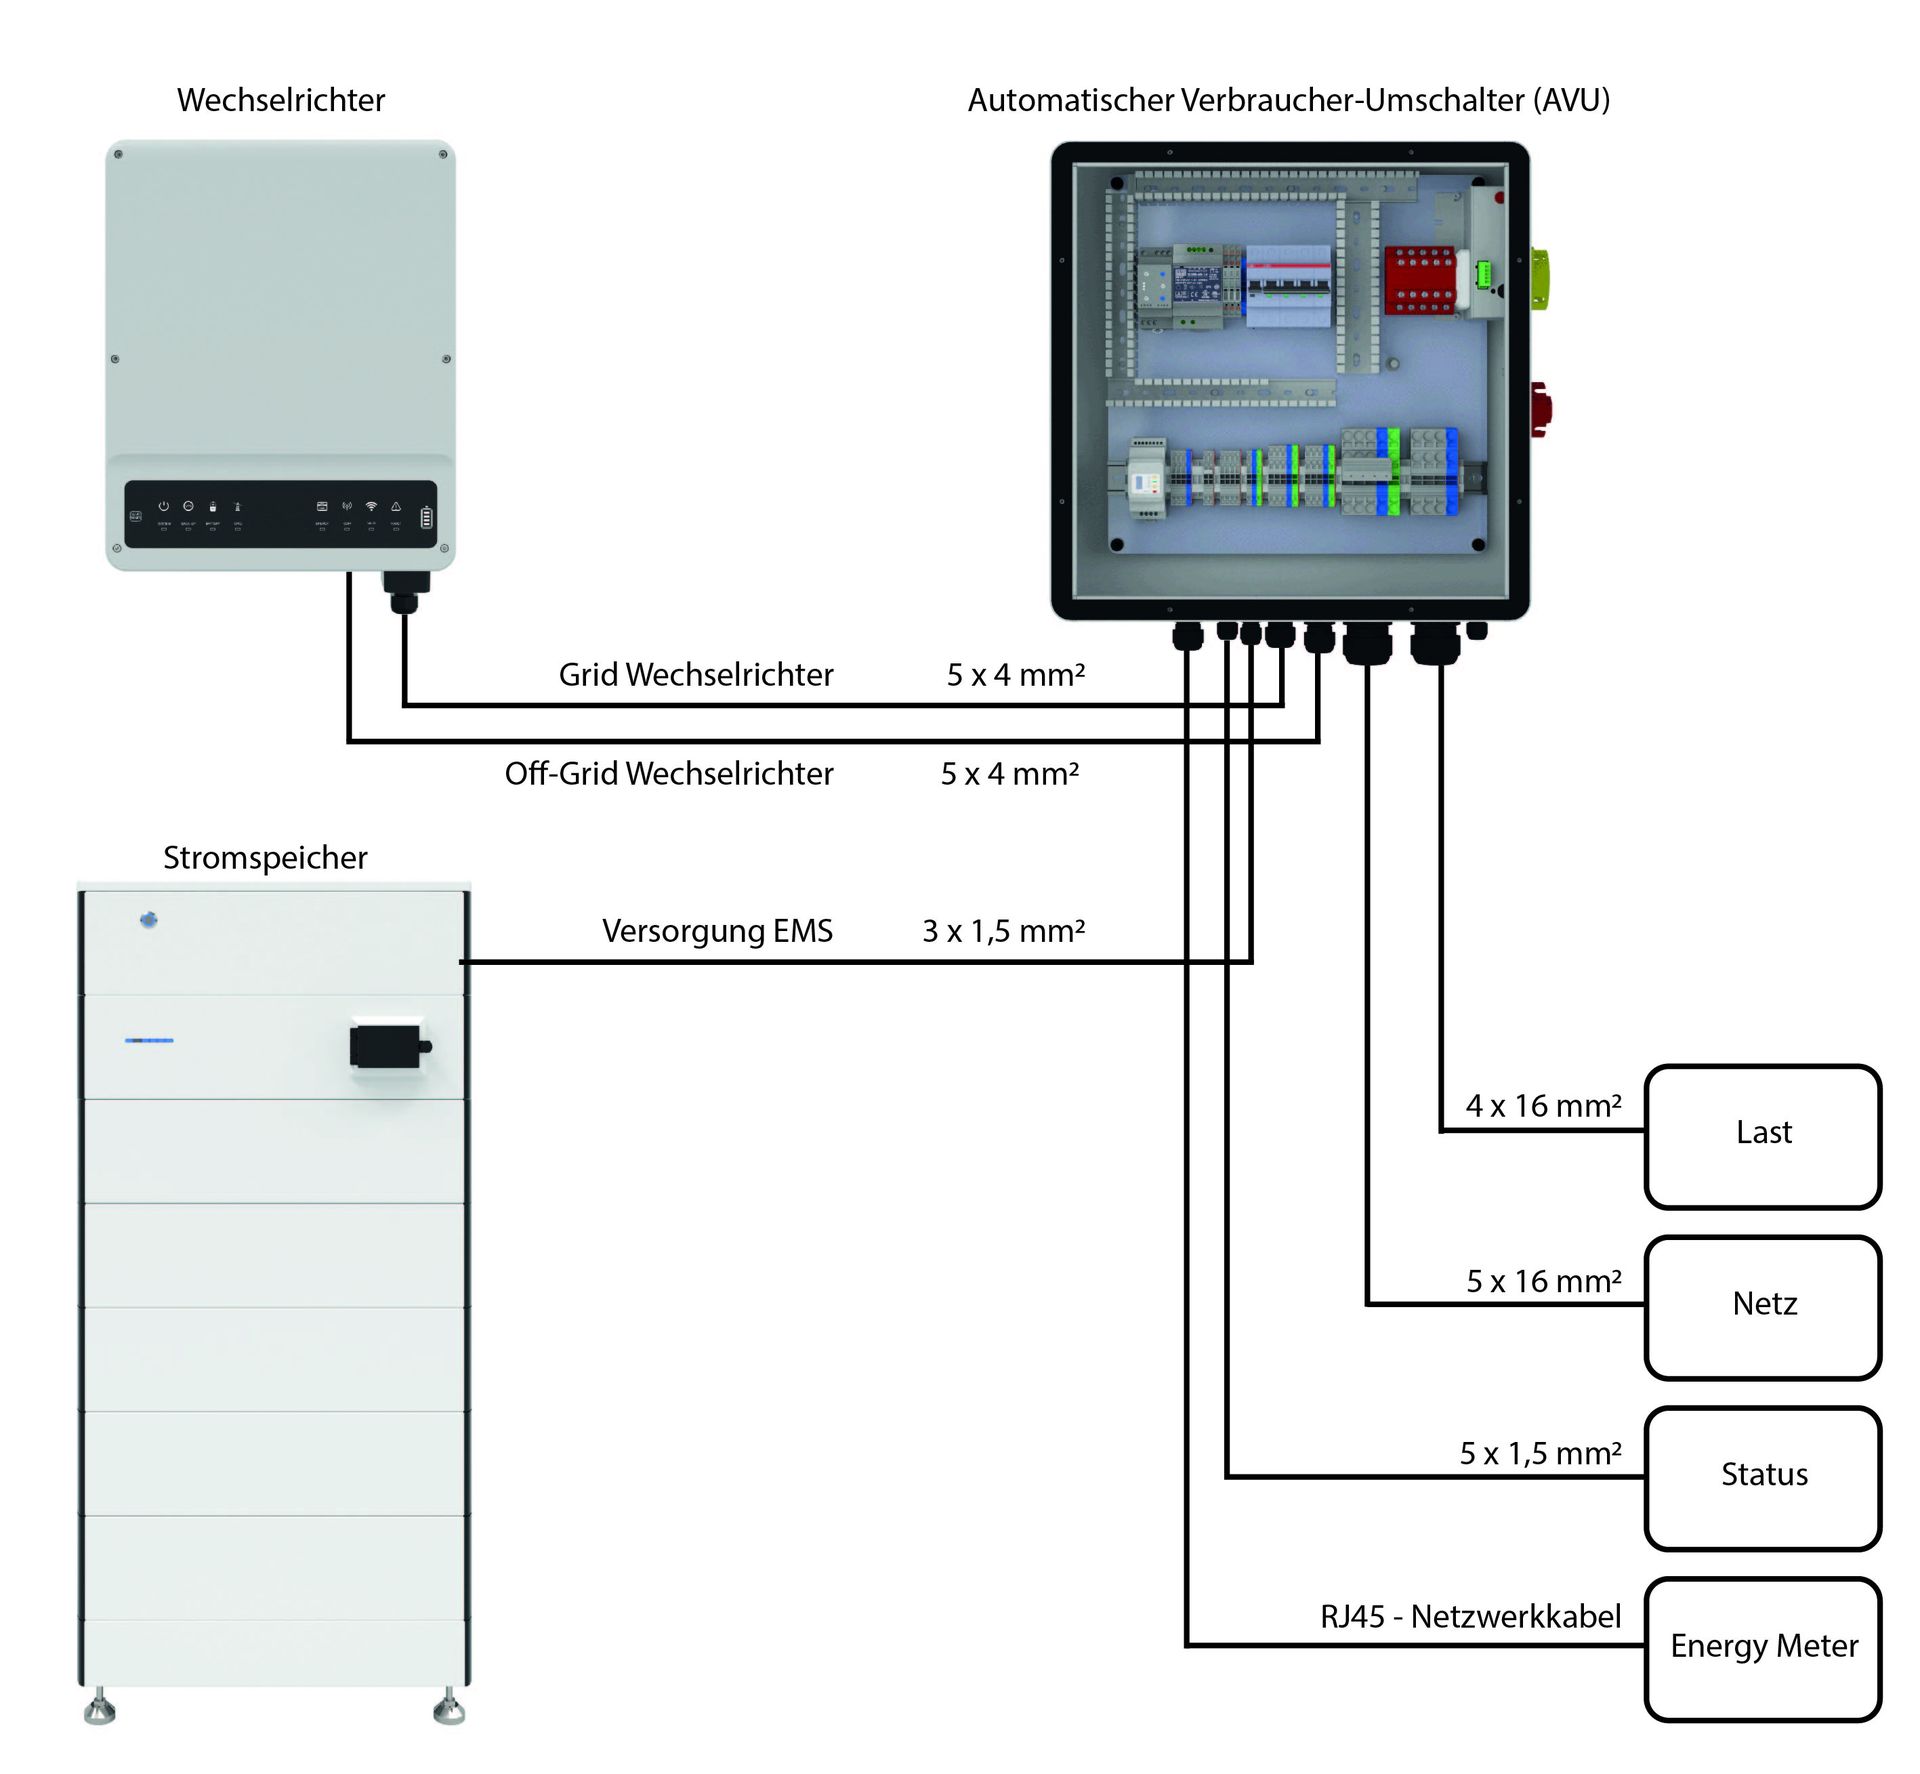 Wechselrichter
Automatischer Verbraucher-Umschalter (AVU)
Grid Wechselrichter 5 x 4 mm²
Off-Grid Wechselrichter 5 x 4 mm²
Stromspeicher
Versorgung EMS 3 x 1,5 mm²
4 x 16 mm²
Last
5 x 16 mm²
Netz
5 x 1,5 mm²
Status
RJ45 - Netzwerkkabel
Energy Meter